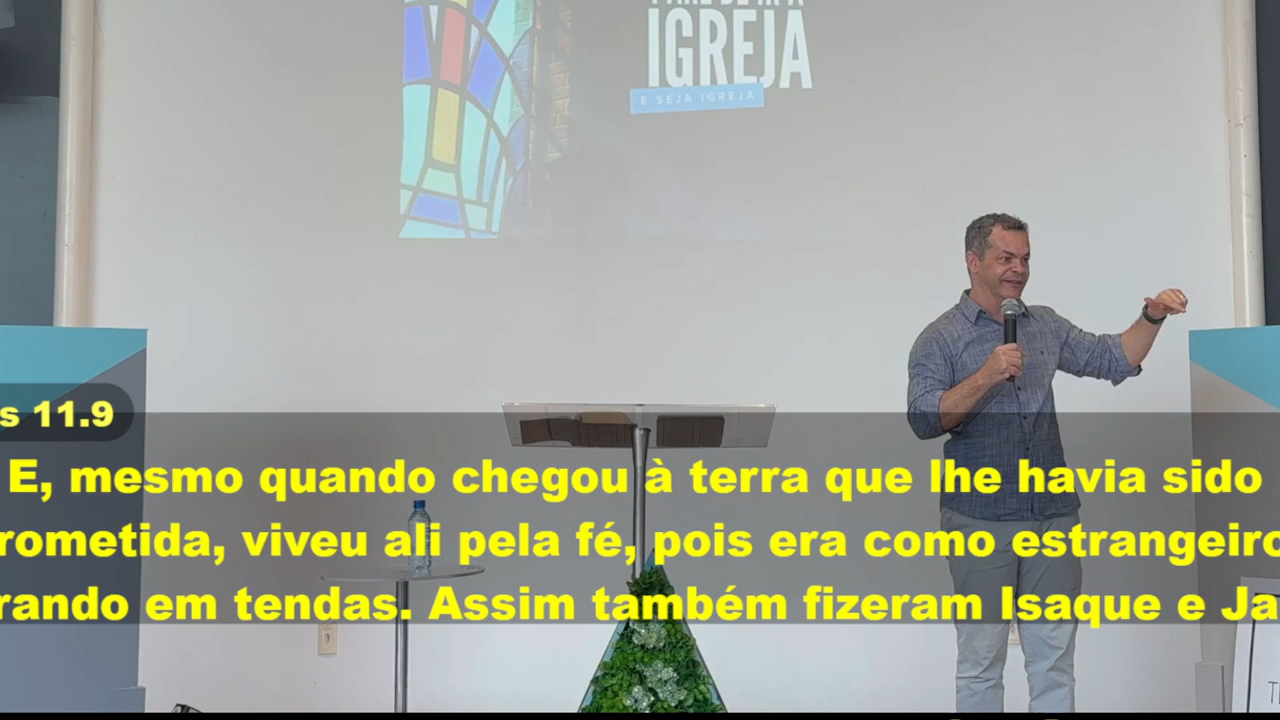 IGREJA
E SEJA IGREJA
s 11.9
E, mesmo quando chegou à terra que lhe havia sido
rometida, viveu ali pela fé, pois era como estrangeiro
rando em tendas. Assim também fizeram Isaque e Ja